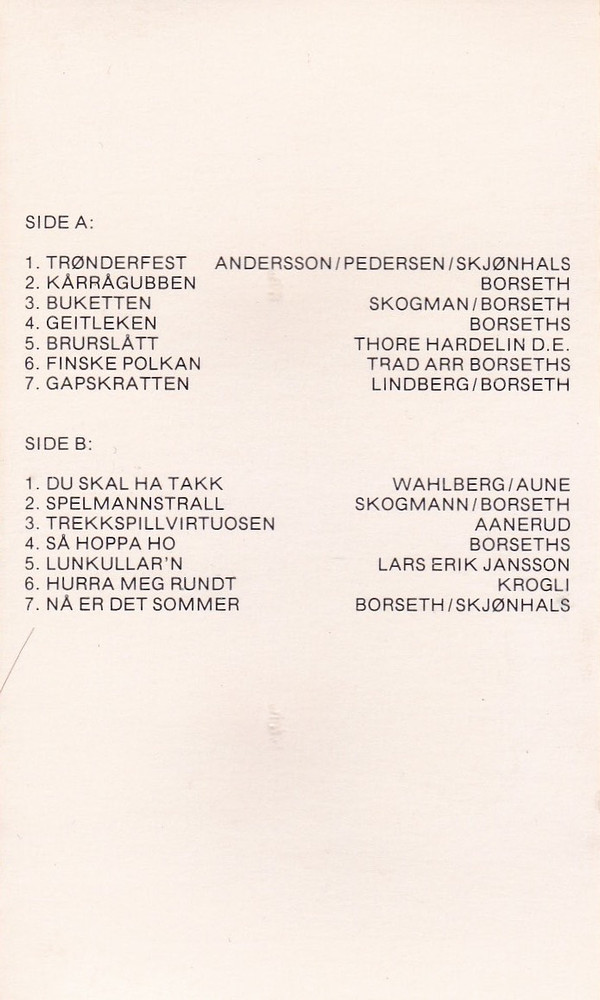 SIDE A:
1. TRØNDERFEST ANDERSSON/PEDERSEN/SKJØNHALS
2. KÅRRÅGUBBEN BORSETH
3. BUKETTEN SKOGMAN/BORSETH
4. GEITLEKEN BORSETHS
5. BRURSLÅTT THORE HARDELIN D.E.
6. FINSKE POLKAN TRAD ARR BORSETHS
7. GAPSKRATTEN LINDBERG/BORSETH
SIDE B:
1. DU SKAL HA TAKK WAHLBERG/AUNE
2. SPELMANNSTRALL SKOGMANN/BORSETH
3. TREKKSPILLVIRTUOSEN AANERUD
4. SÅ HOPPA HO BORSETHS
5. LUNKULLAR'N LARS ERIK JANSSON
6. HURRA MEG RUNDT KROGLI
7. NÅ ER DET SOMMER BORSETH/SKJØNHALS